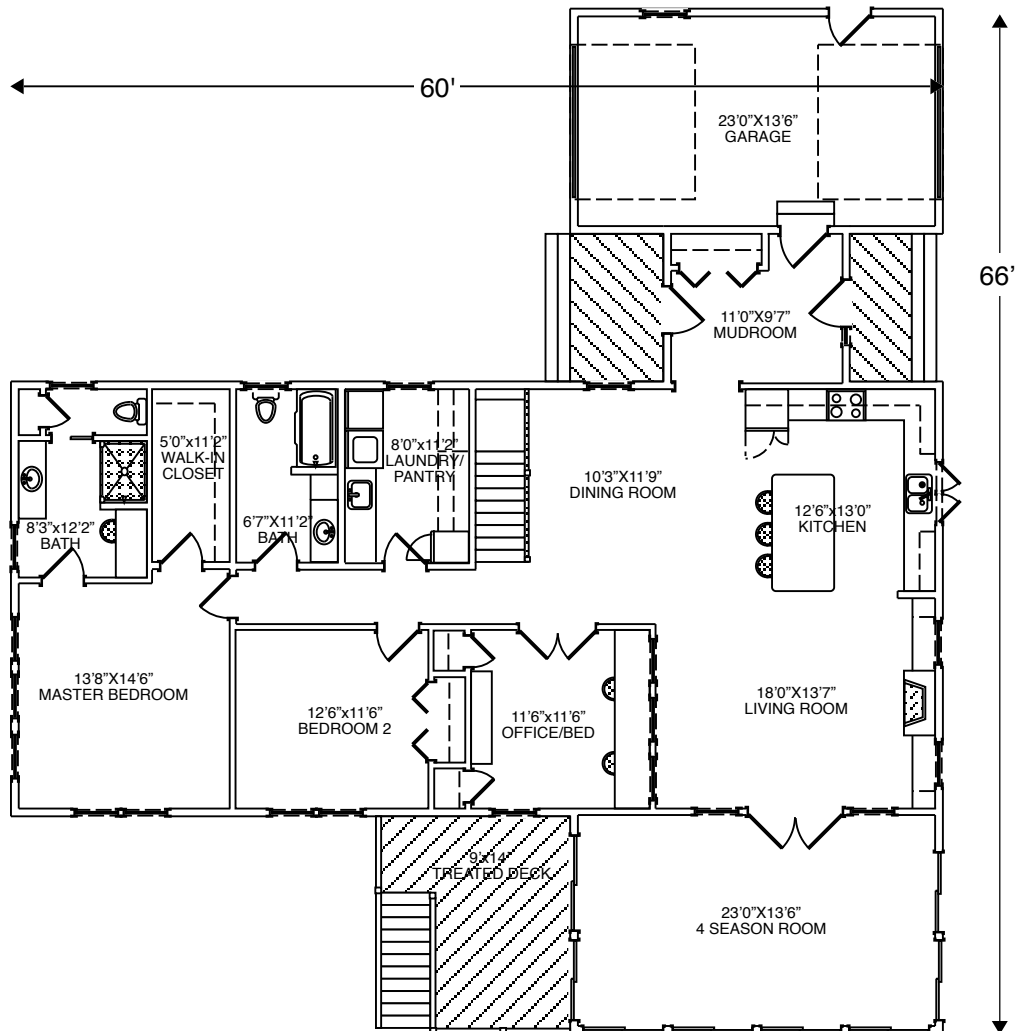 60'
23'0”X13'6”
GARAGE
66'
11'0”X9'7”
MUDROOM
5'0”x11'2”
WALK-IN
CLOSET
8'0”x11'2”
LAUNDRY/
PANTRY
10'3”X11'9”
DINING ROOM
12'6”x13'0”
KITCHEN
8'3”x12'2”
BATH
6'7”X11'2”
BATH
13'8”X14'6”
MASTER BEDROOM
12'6”x11'6”
BEDROOM 2
11'6”x11'6”
OFFICE/BED
18'0”X13'7”
LIVING ROOM
9'x14'
TREATED DECK
23'0”X13'6”
4 SEASON ROOM